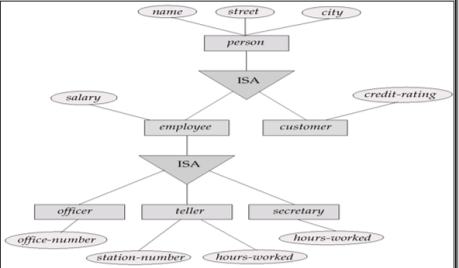 name street city
person
ISA
salary
credit-rating
employee customer
ISA
officer teller secretary
office-number
hours-worked
station-number hours-worked